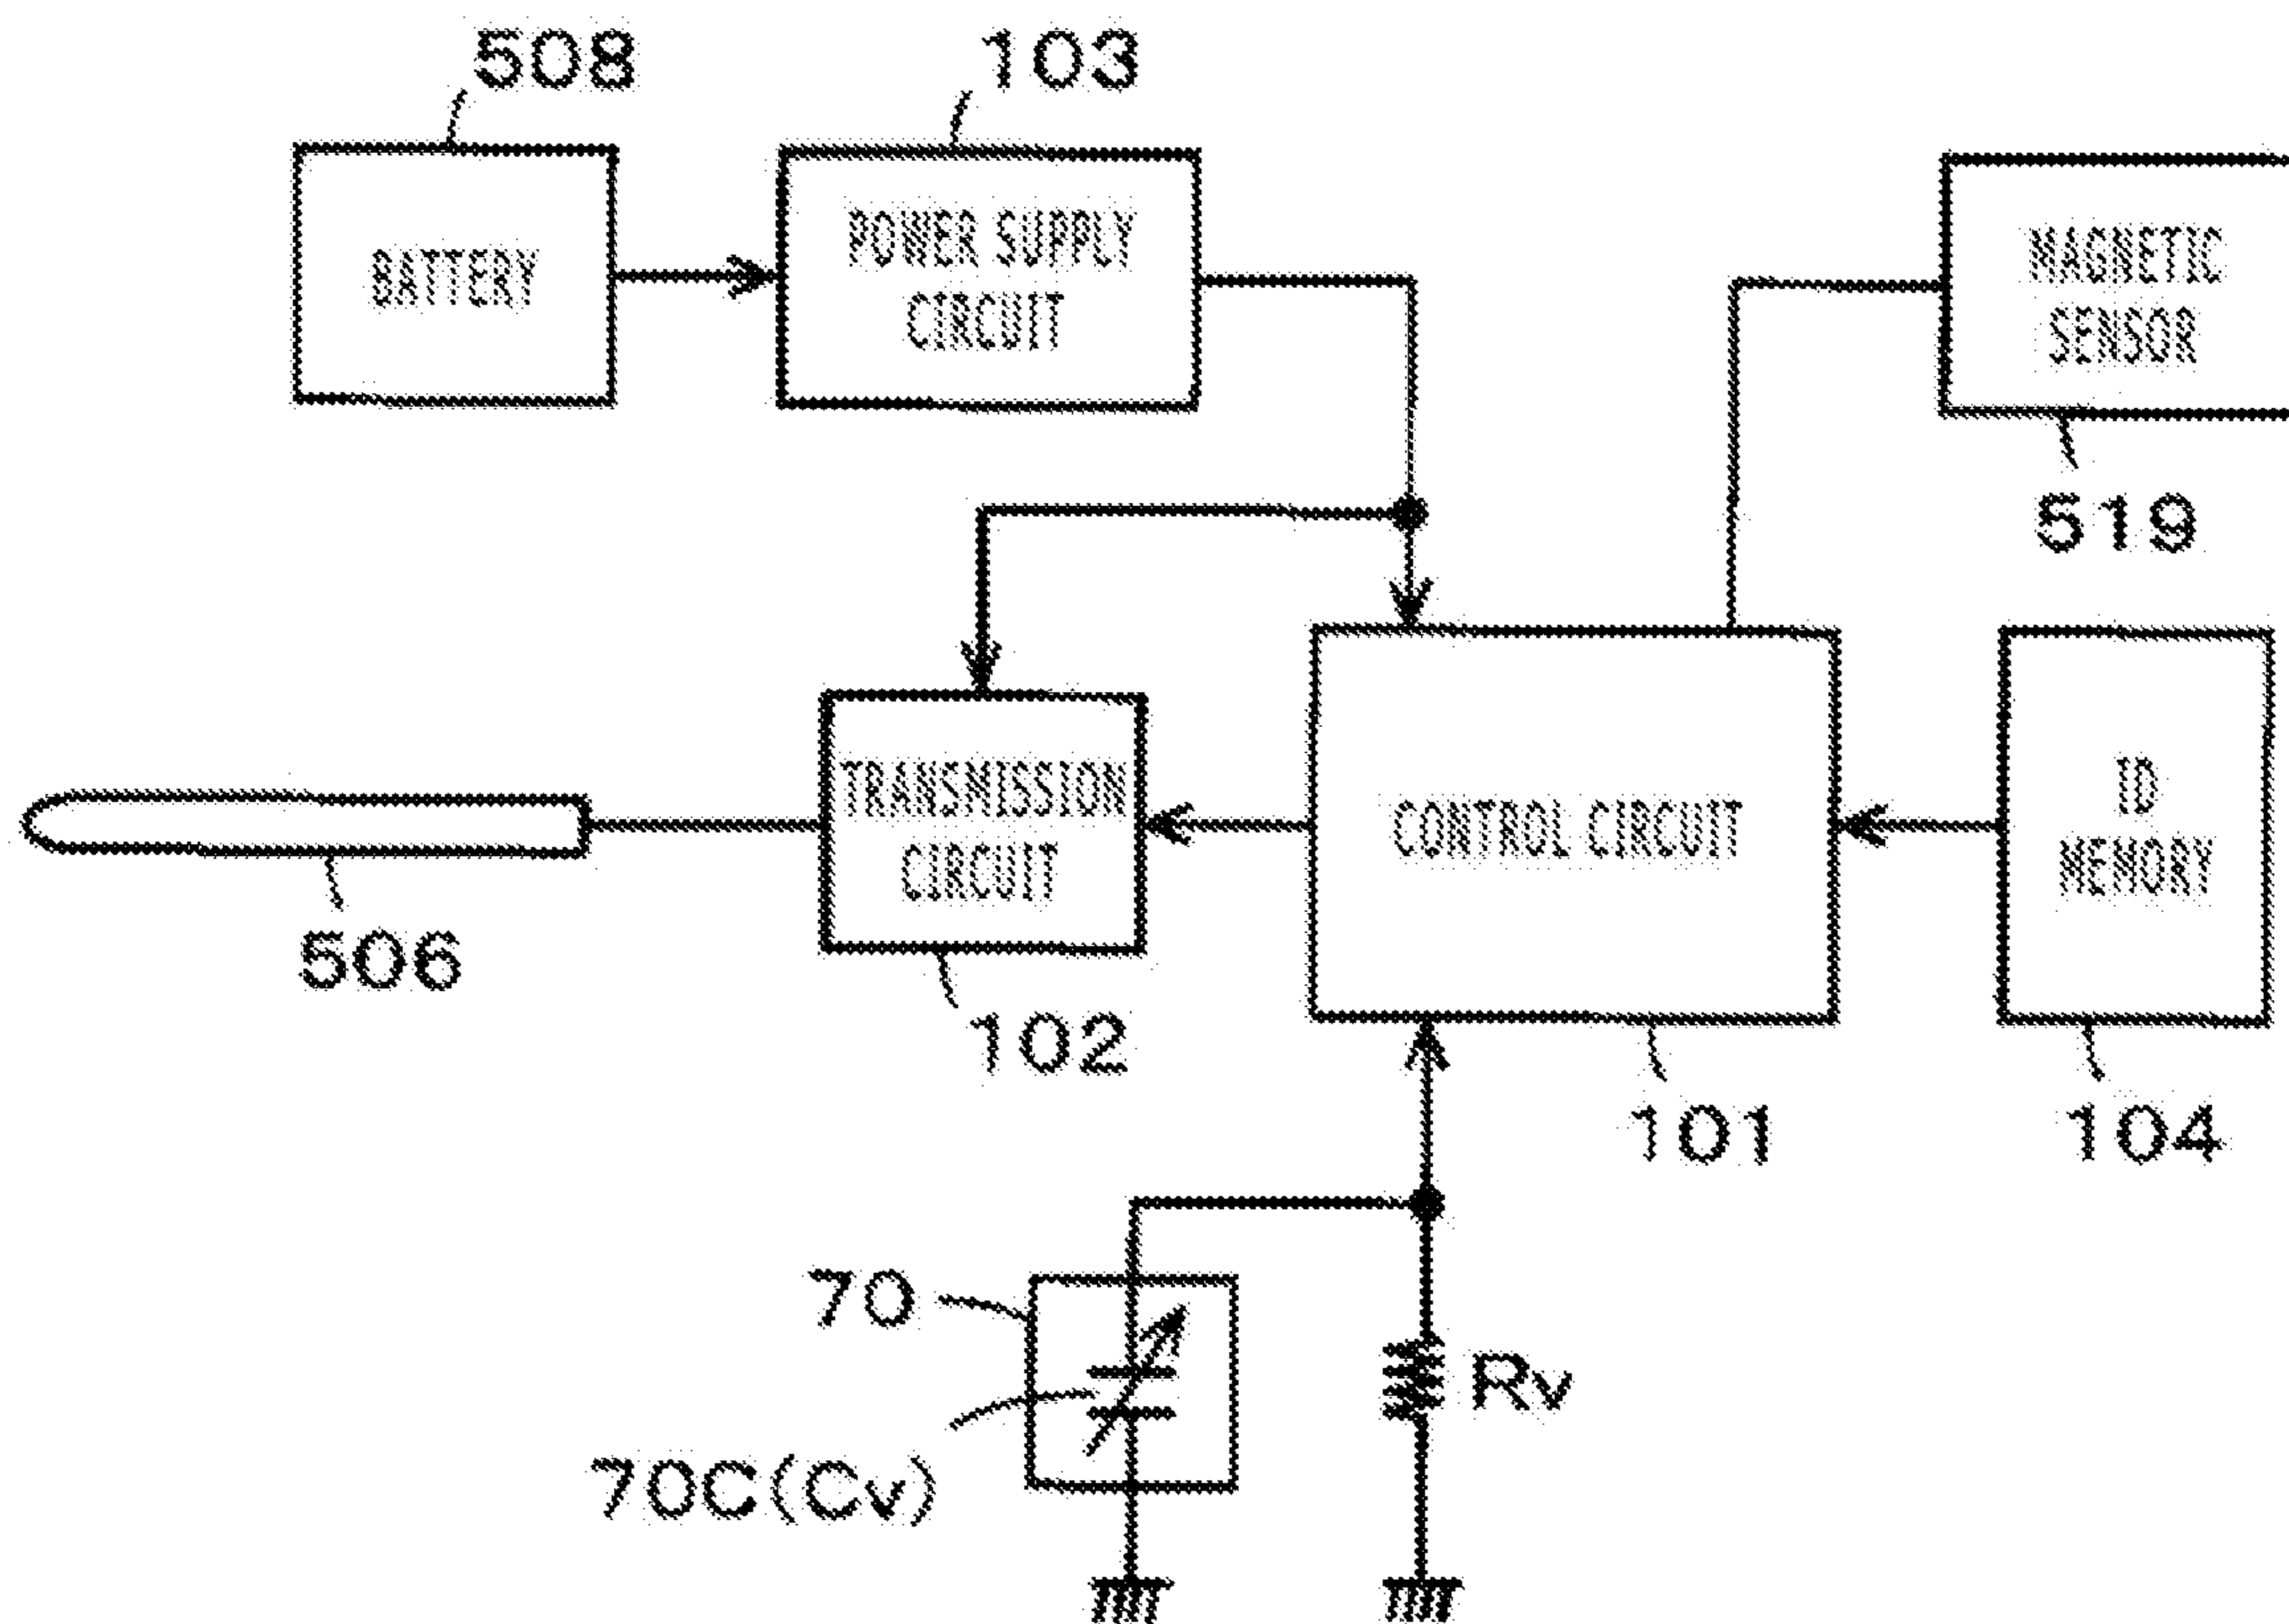 508
103
BATTERY
POWER SUPPLY
CIRCUIT
MAGNETIC
SENSOR
519
TRANSMISSION
CIRCUIT
CONTROL CIRCUIT
ID
MEMORY
506
102
101
104
70
Rv
70C(Cv)